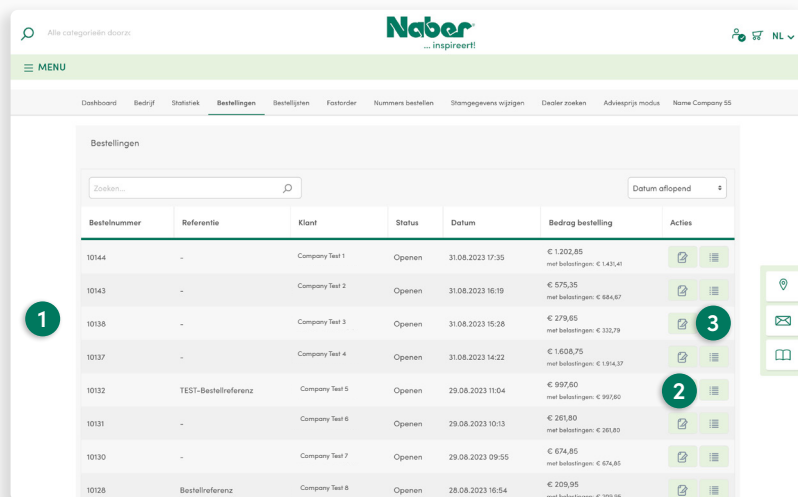 Alle categorieën doorzoe
Naber
... inspireert!
NL
MENU
Dashboard Bedrijf Statistiek Bestellingen Bestellijsten Fastorder Nummers bestellen Stamgegevens wijzigen Dealer zoeken Adviesprijs modus Name Company 55
Bestellingen
Zoeken... Datum aflopend
Bestelnummer Referentie Klant Status Datum Bedrag bestelling Acties
10144 - Company Test 1 Openen 31.08.2023 17:35 € 1.202,85
met belastingen: € 1.431,41
10143 - Company Test 2 Openen 31.08.2023 16:19 € 575,35
met belastingen: € 684,67
1
10138 - Company Test 3 Openen 31.08.2023 15:28 € 279,65
met belastingen: € 332,79
3
10137 - Company Test 4 Openen 31.08.2023 14:22 € 1.608,75
met belastingen: € 1.914,37
10132 TEST-Bestellreferenz Company Test 5 Openen 29.08.2023 11:04 € 997,60
met belastingen: € 997,60
2
10131 - Company Test 6 Openen 29.08.2023 10:13 € 261,80
met belastingen: € 261,80
10130 - Company Test 7 Openen 29.08.2023 09:55 € 674,85
met belastingen: € 674,85
10128 Bestellreferenz Company Test 8 Openen 28.08.2023 16:54 € 209,95
met belastingen: € 209,95